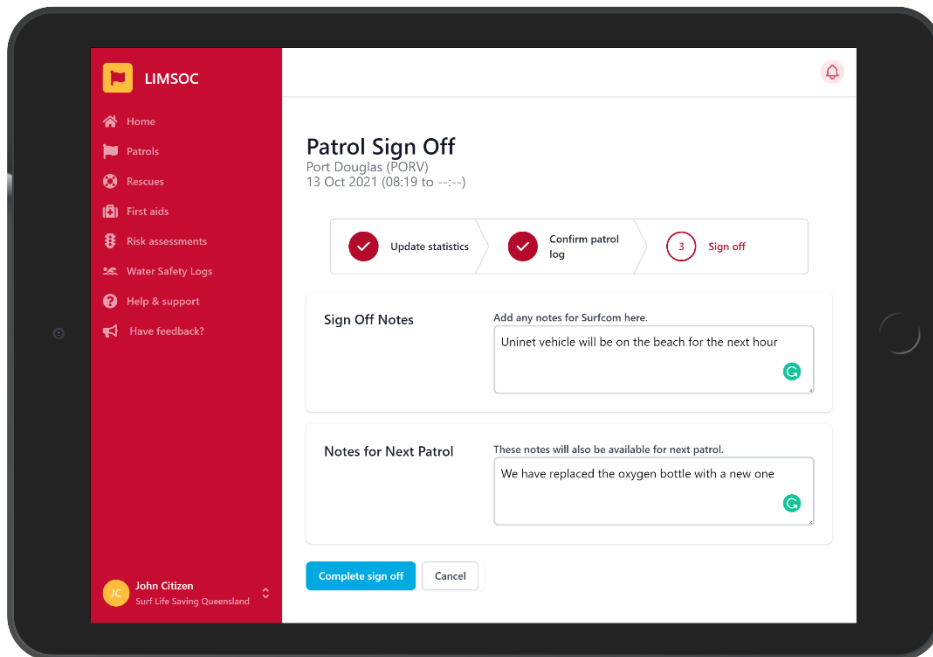 LIMSOC
Home
Patrols
Rescues
First aids
Risk assessments
Water Safety Logs
Help & support
Have feedback?
JC
John Citizen
Surf Life Saving Queensland
Patrol Sign Off
Port Douglas (PORV)
13 Oct 2021 (08:19 to --:--)
Update statistics
Confirm patrol
log
3
Sign off
Sign Off Notes
Add any notes for Surfcom here.
Uninet vehicle will be on the beach for the next hour
Notes for Next Patrol
These notes will also be available for next patrol.
We have replaced the oxygen bottle with a new one
Complete sign off
Cancel